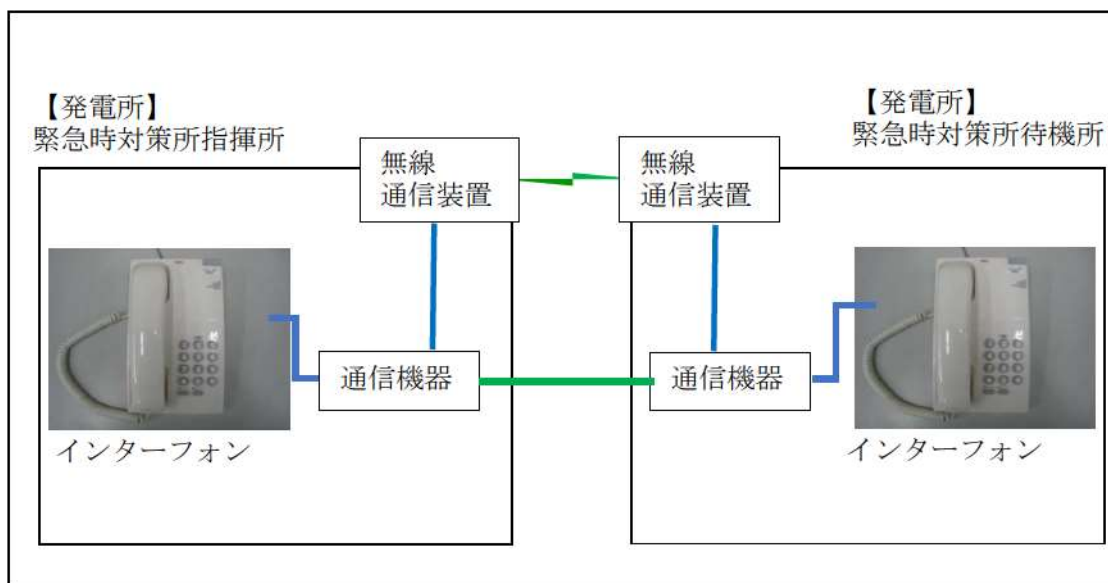 【発電所】
緊急時対策所指揮所
【発電所】
緊急時対策所待機所
無線
通信装置
無線
通信装置
通信機器
通信機器
インターフォン
インターフォン